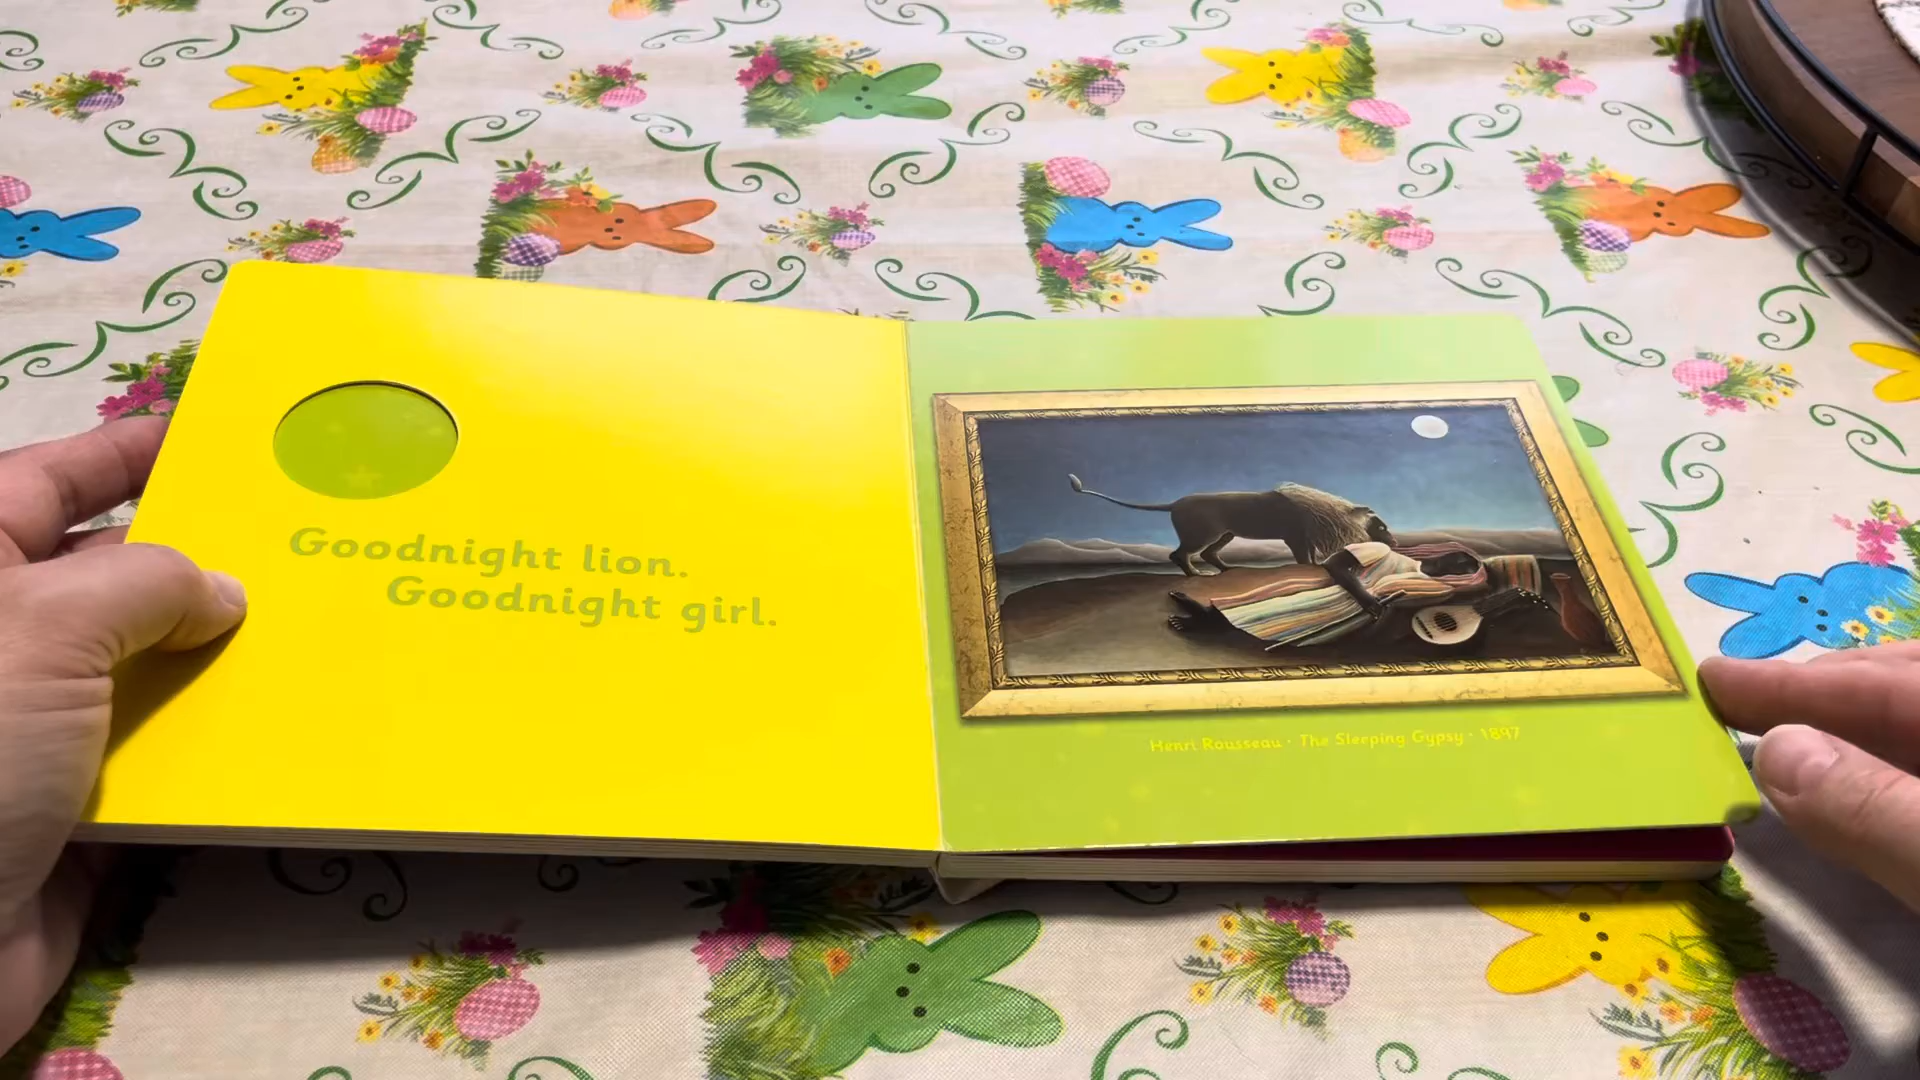 Goodnight lion.
Goodnight girl.
Henri Rousseau • The Sleeping Gypsy • 1897